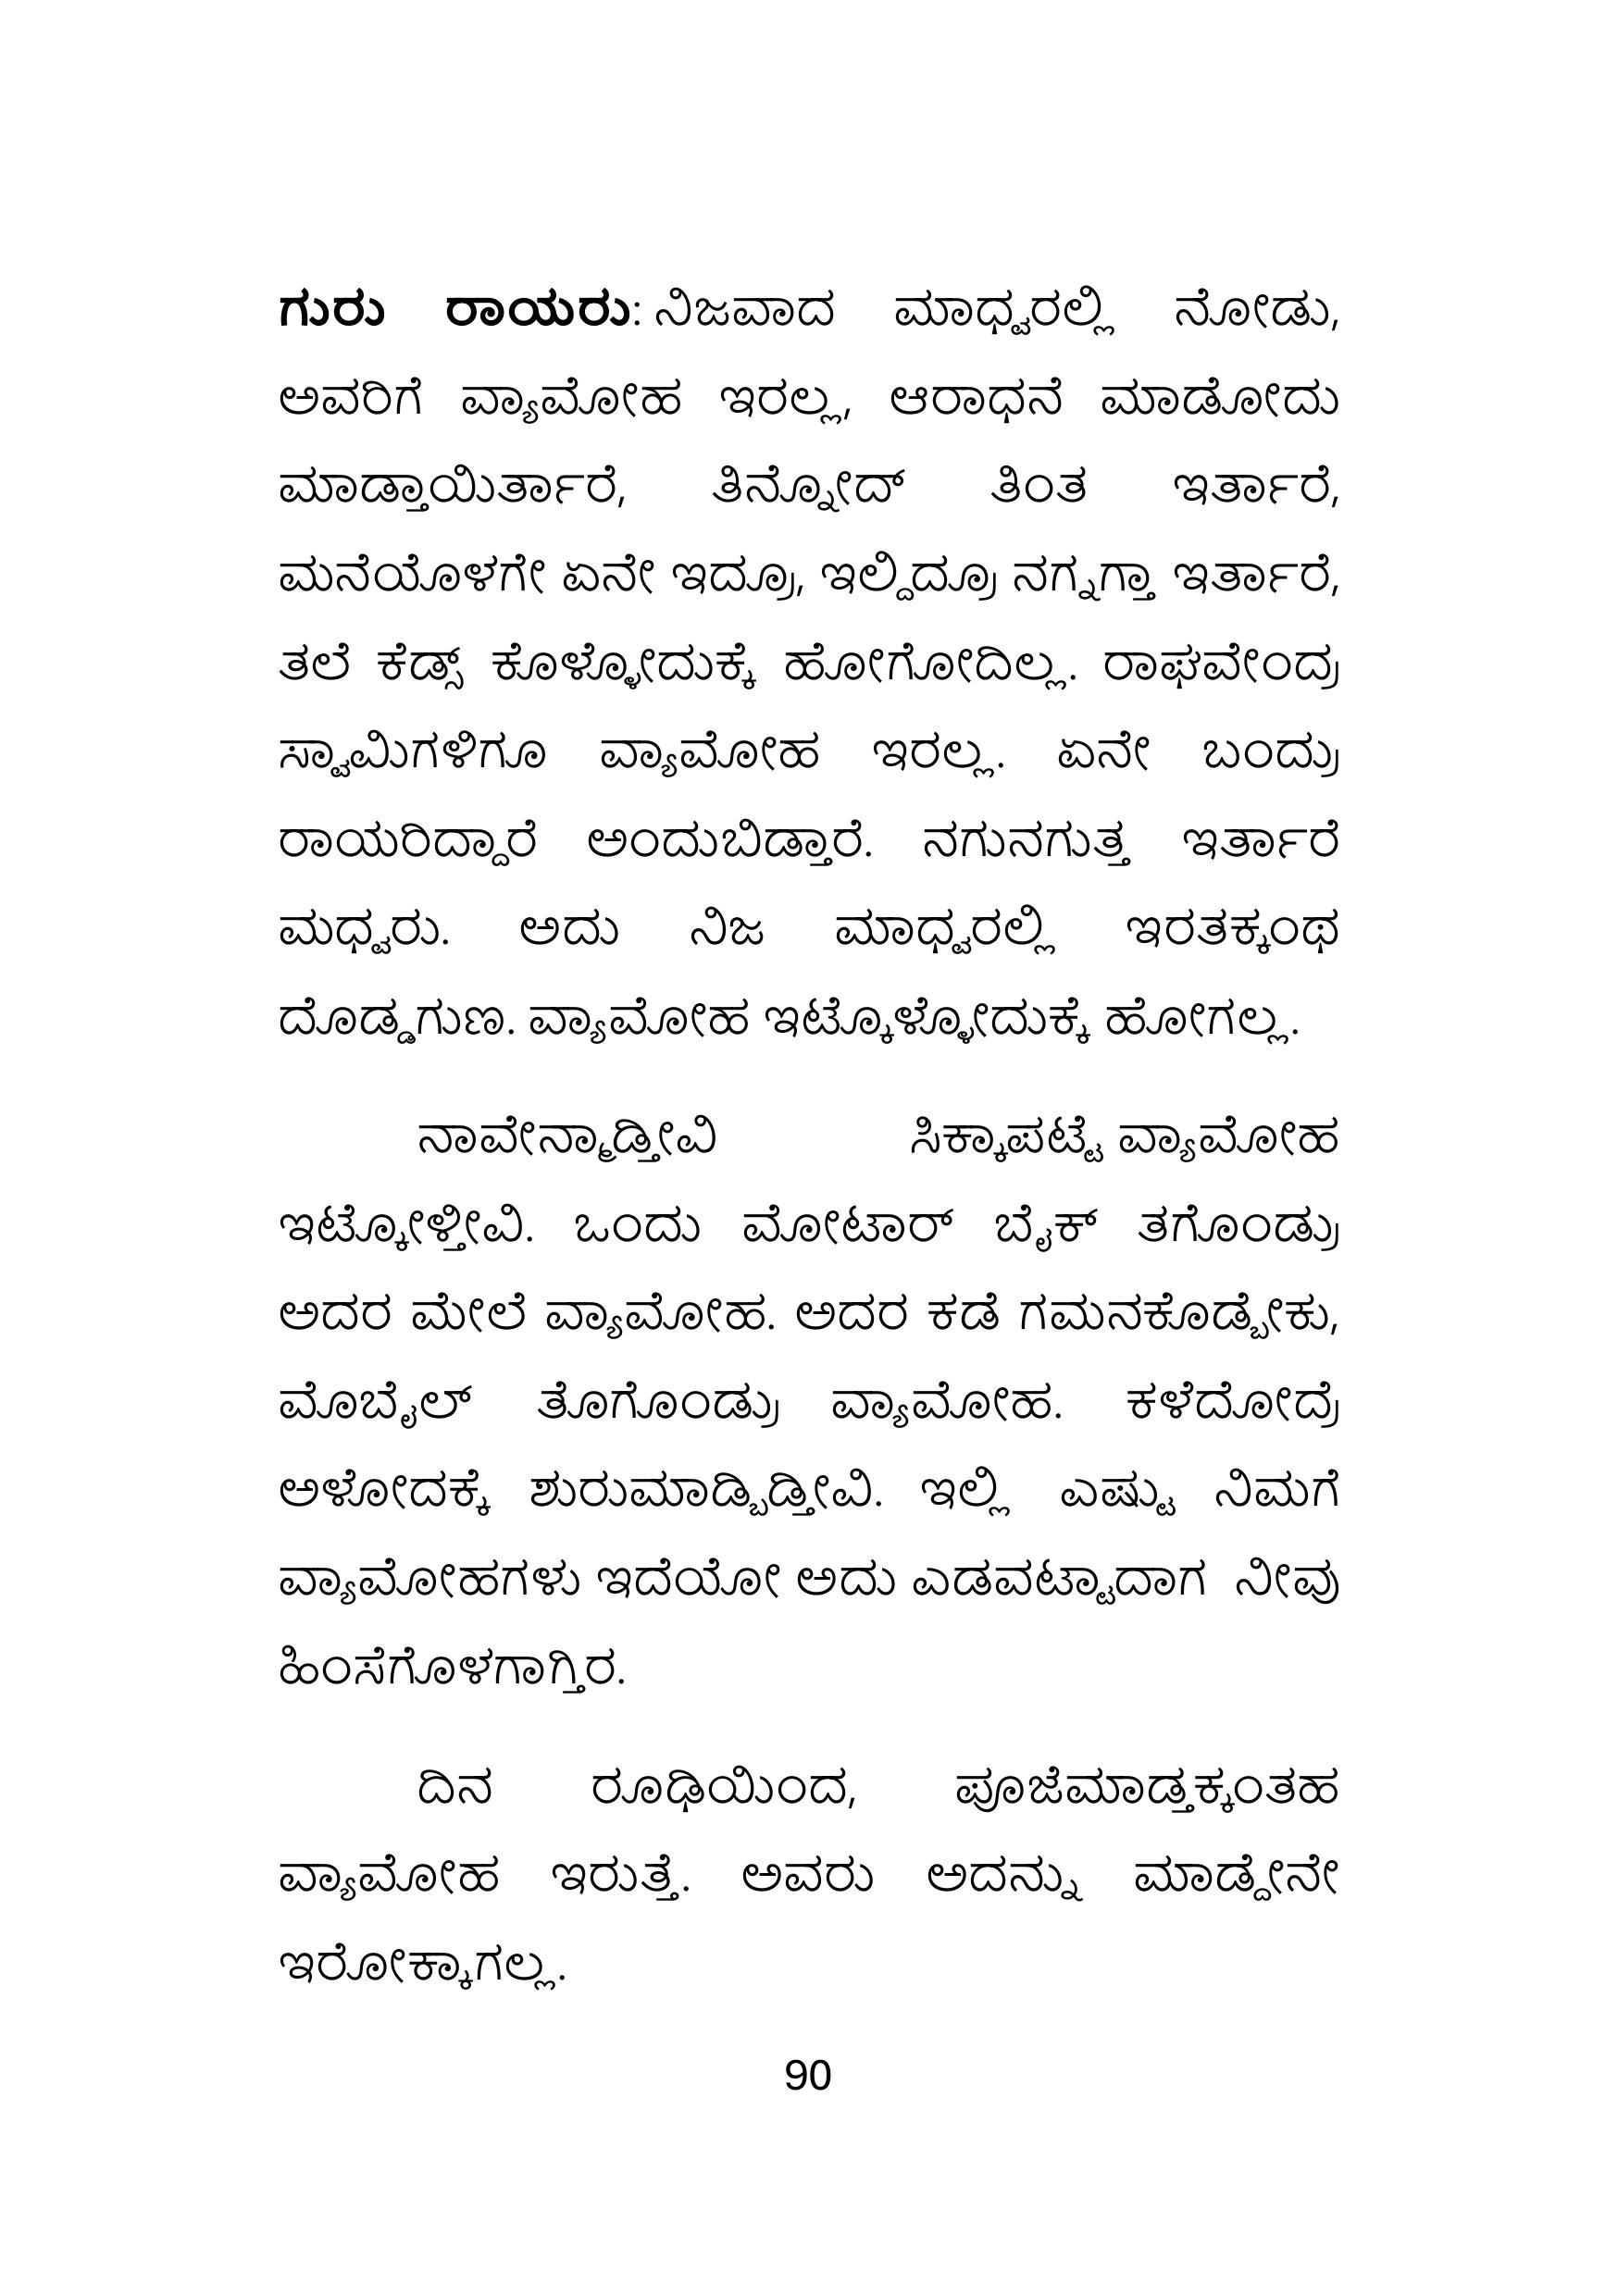 ಗುರು ರಾಯರು: ನಿಜವಾದ ಮಾಧ್ವರಲ್ಲಿ ನೋಡು,
ಅವರಿಗೆ ವ್ಯಾಮೋಹ ಇರಲ್ಲ, ಆರಾಧನೆ ಮಾಡೋದು
ಮಾಡ್ತಾಯಿರ್ತಾರೆ, ತಿನ್ನೋದ್ ತಿಂತ ಇರ್ತಾರೆ,
ಮನೆಯೊಳಗೇ ಏನೇ ಇದ್ರೂ, ಇಲ್ದಿದ್ರೂ ನಗ್ನಗ್ತಾ ಇರ್ತಾರೆ,
ತಲೆ ಕೆಡ್ಸ್ ಕೊಳ್ಳೋದುಕ್ಕೆ ಹೋಗೋದಿಲ್ಲ. ರಾಘವೇಂದ್ರ
ಸ್ವಾಮಿಗಳಿಗೂ ವ್ಯಾಮೋಹ ಇರಲ್ಲ. ಏನೇ ಬಂದ್ರು
ರಾಯರಿದ್ದಾರೆ ಅಂದುಬಿಡ್ತಾರೆ. ನಗುನಗುತ್ತ ಇರ್ತಾರೆ
ಮಧ್ವರು. ಅದು ನಿಜ ಮಾಧ್ವರಲ್ಲಿ ಇರತಕ್ಕಂಥ
ದೊಡ್ಡಗುಣ. ವ್ಯಾಮೋಹ ಇಟ್ಕೊಳ್ಳೋದುಕ್ಕೆ ಹೋಗಲ್ಲ.
ನಾವೇನ್ಮಾಡ್ತೀವಿ ಸಿಕ್ಕಾಪಟ್ಟೆ ವ್ಯಾಮೋಹ
ಇಟ್ಕೋಳ್ತೀವಿ. ಒಂದು ಮೋಟಾರ್ ಬೈಕ್ ತಗೊಂಡ್ರು
ಅದರ ಮೇಲೆ ವ್ಯಾಮೋಹ. ಅದರ ಕಡೆ ಗಮನಕೊಡ್ಬೇಕು,
ಮೊಬೈಲ್ ತೊಗೊಂಡ್ರು ವ್ಯಾಮೋಹ. ಕಳೆದೋದ್ರೆ
ಅಳೋದಕ್ಕೆ ಶುರುಮಾಡ್ಬಿಡ್ತೀವಿ. ಇಲ್ಲಿ ಎಷ್ಟು ನಿಮಗೆ
ವ್ಯಾಮೋಹಗಳು ಇದೆಯೋ ಅದು ಎಡವಟ್ಟಾದಾಗ ನೀವು
ಹಿಂಸೆಗೊಳಗಾಗ್ತಿರ.
ದಿನ ರೂಢಿಯಿಂದ, ಪೂಜೆಮಾಡ್ತಕ್ಕಂತಹ
ವ್ಯಾಮೋಹ ಇರುತ್ತೆ. ಅವರು ಅದನ್ನು ಮಾಡ್ದೇನೇ
ಇರೋಕ್ಕಾಗಲ್ಲ.
90